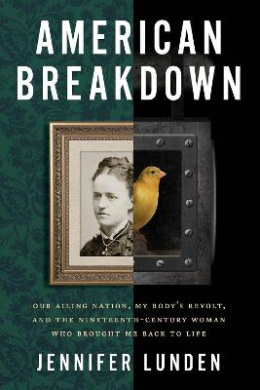 AMERICAN
BREAKDOWN
OUR AILING NATION, MY BODY'S REVOLT,
AND THE NINETEENTH-CENTURY WOMAN
WHO BROUGHT ME BACK TO LIFE
JENNIFER LUNDEN